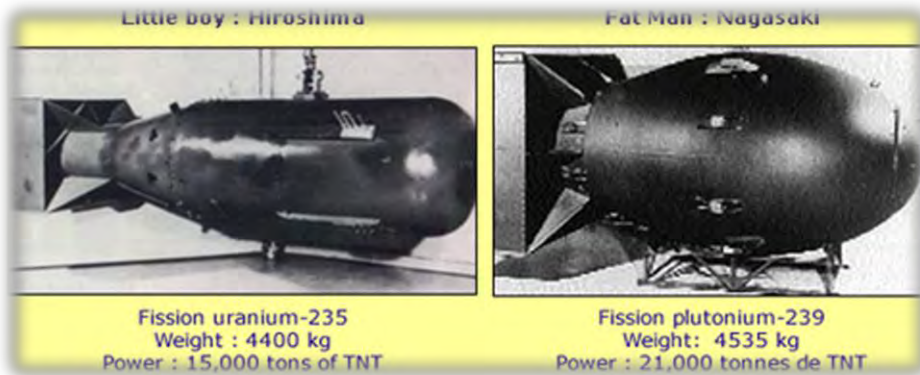 Little boy : Hiroshima
Fission uranium-235
Weight : 4400 kg
Power : 15,000 tons of TNT
Fat Man : Nagasaki
Fission plutonium-239
Weight: 4535 kg
Power : 21,000 tonnes de TNT